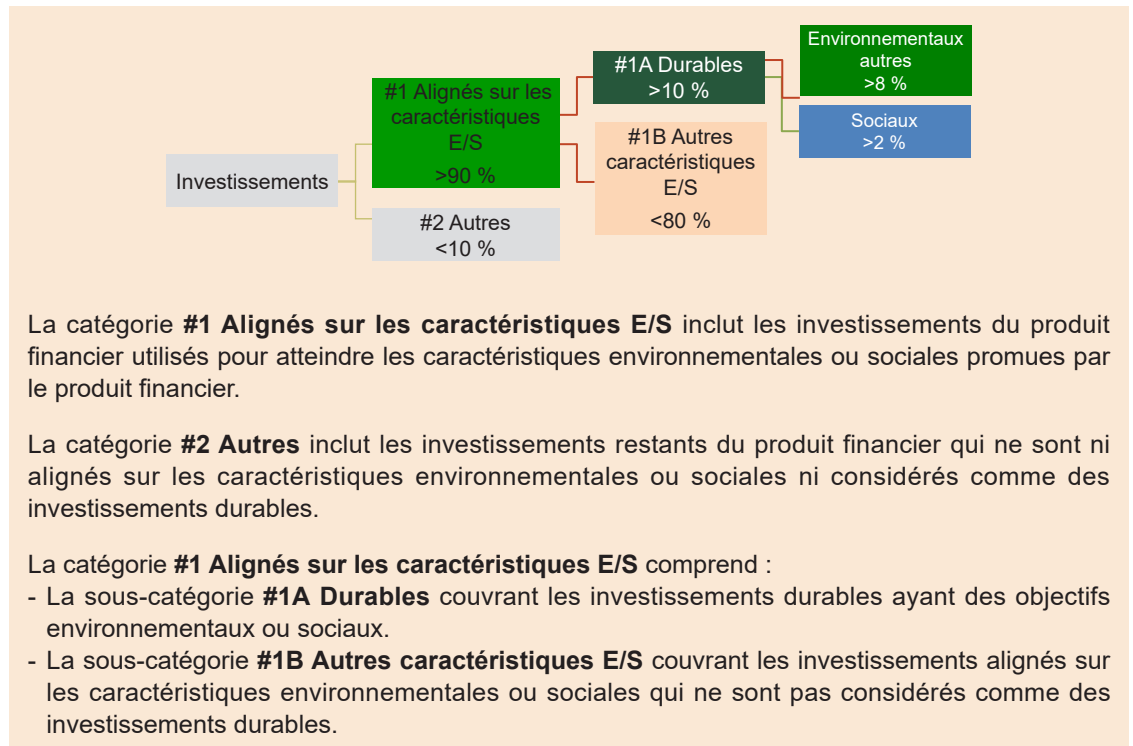 Environnementaux
autres
>8 %
#1A Durables
>10 %
#1 Alignés sur les
caractéristiques
E/S
>90 %
Sociaux
>2 %
#1B Autres
caractéristiques
E/S
<80 %
Investissements
#2 Autres
<10 %
La catégorie #1 Alignés sur les caractéristiques E/S inclut les investissements du produit
financier utilisés pour atteindre les caractéristiques environnementales ou sociales promues par
le produit financier.
La catégorie #2 Autres inclut les investissements restants du produit financier qui ne sont ni
alignés sur les caractéristiques environnementales ou sociales ni considérés comme des
investissements durables.
La catégorie #1 Alignés sur les caractéristiques E/S comprend :
- La sous-catégorie #1A Durables couvrant les investissements durables ayant des objectifs
environnementaux ou sociaux.
- La sous-catégorie #1B Autres caractéristiques E/S couvrant les investissements alignés sur
les caractéristiques environnementales ou sociales qui ne sont pas considérés comme des
investissements durables.